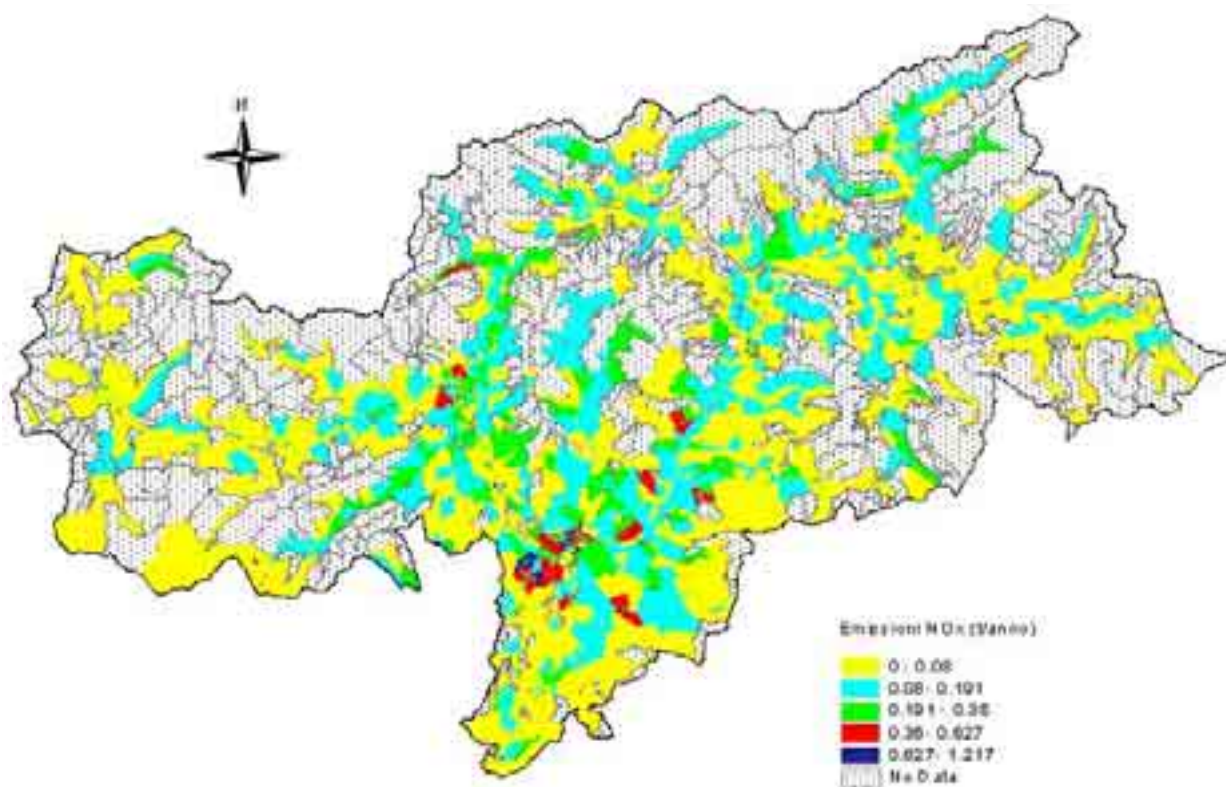 N
Emissioni NOx (t/anno)
0 - 0.08
0.08 - 0.191
0.191 - 0.36
0.36 - 0.627
0.627 - 1.217
No Data